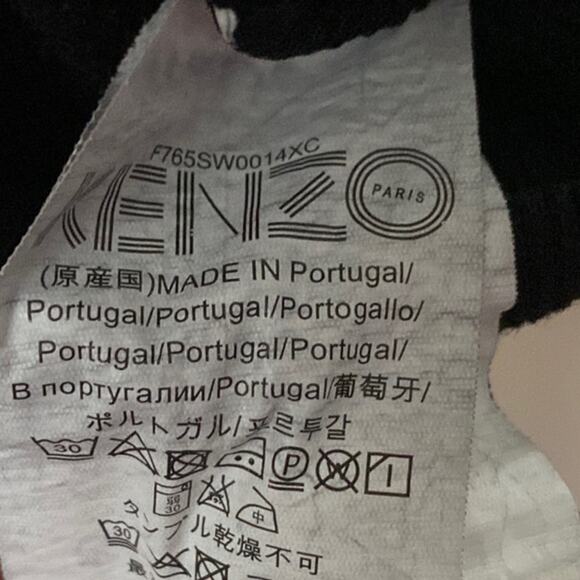 F765SW0014XC
KENZO
PARIS
(原産国)MADE IN Portugal/
Portugal/Portugal/Portogallo/
Portugal/Portugal/Portugal/
В португалии/Portugal/葡萄牙/
ポルトガル/포르투갈
30 P W
弱 30 中
タンブル乾燥不可
30